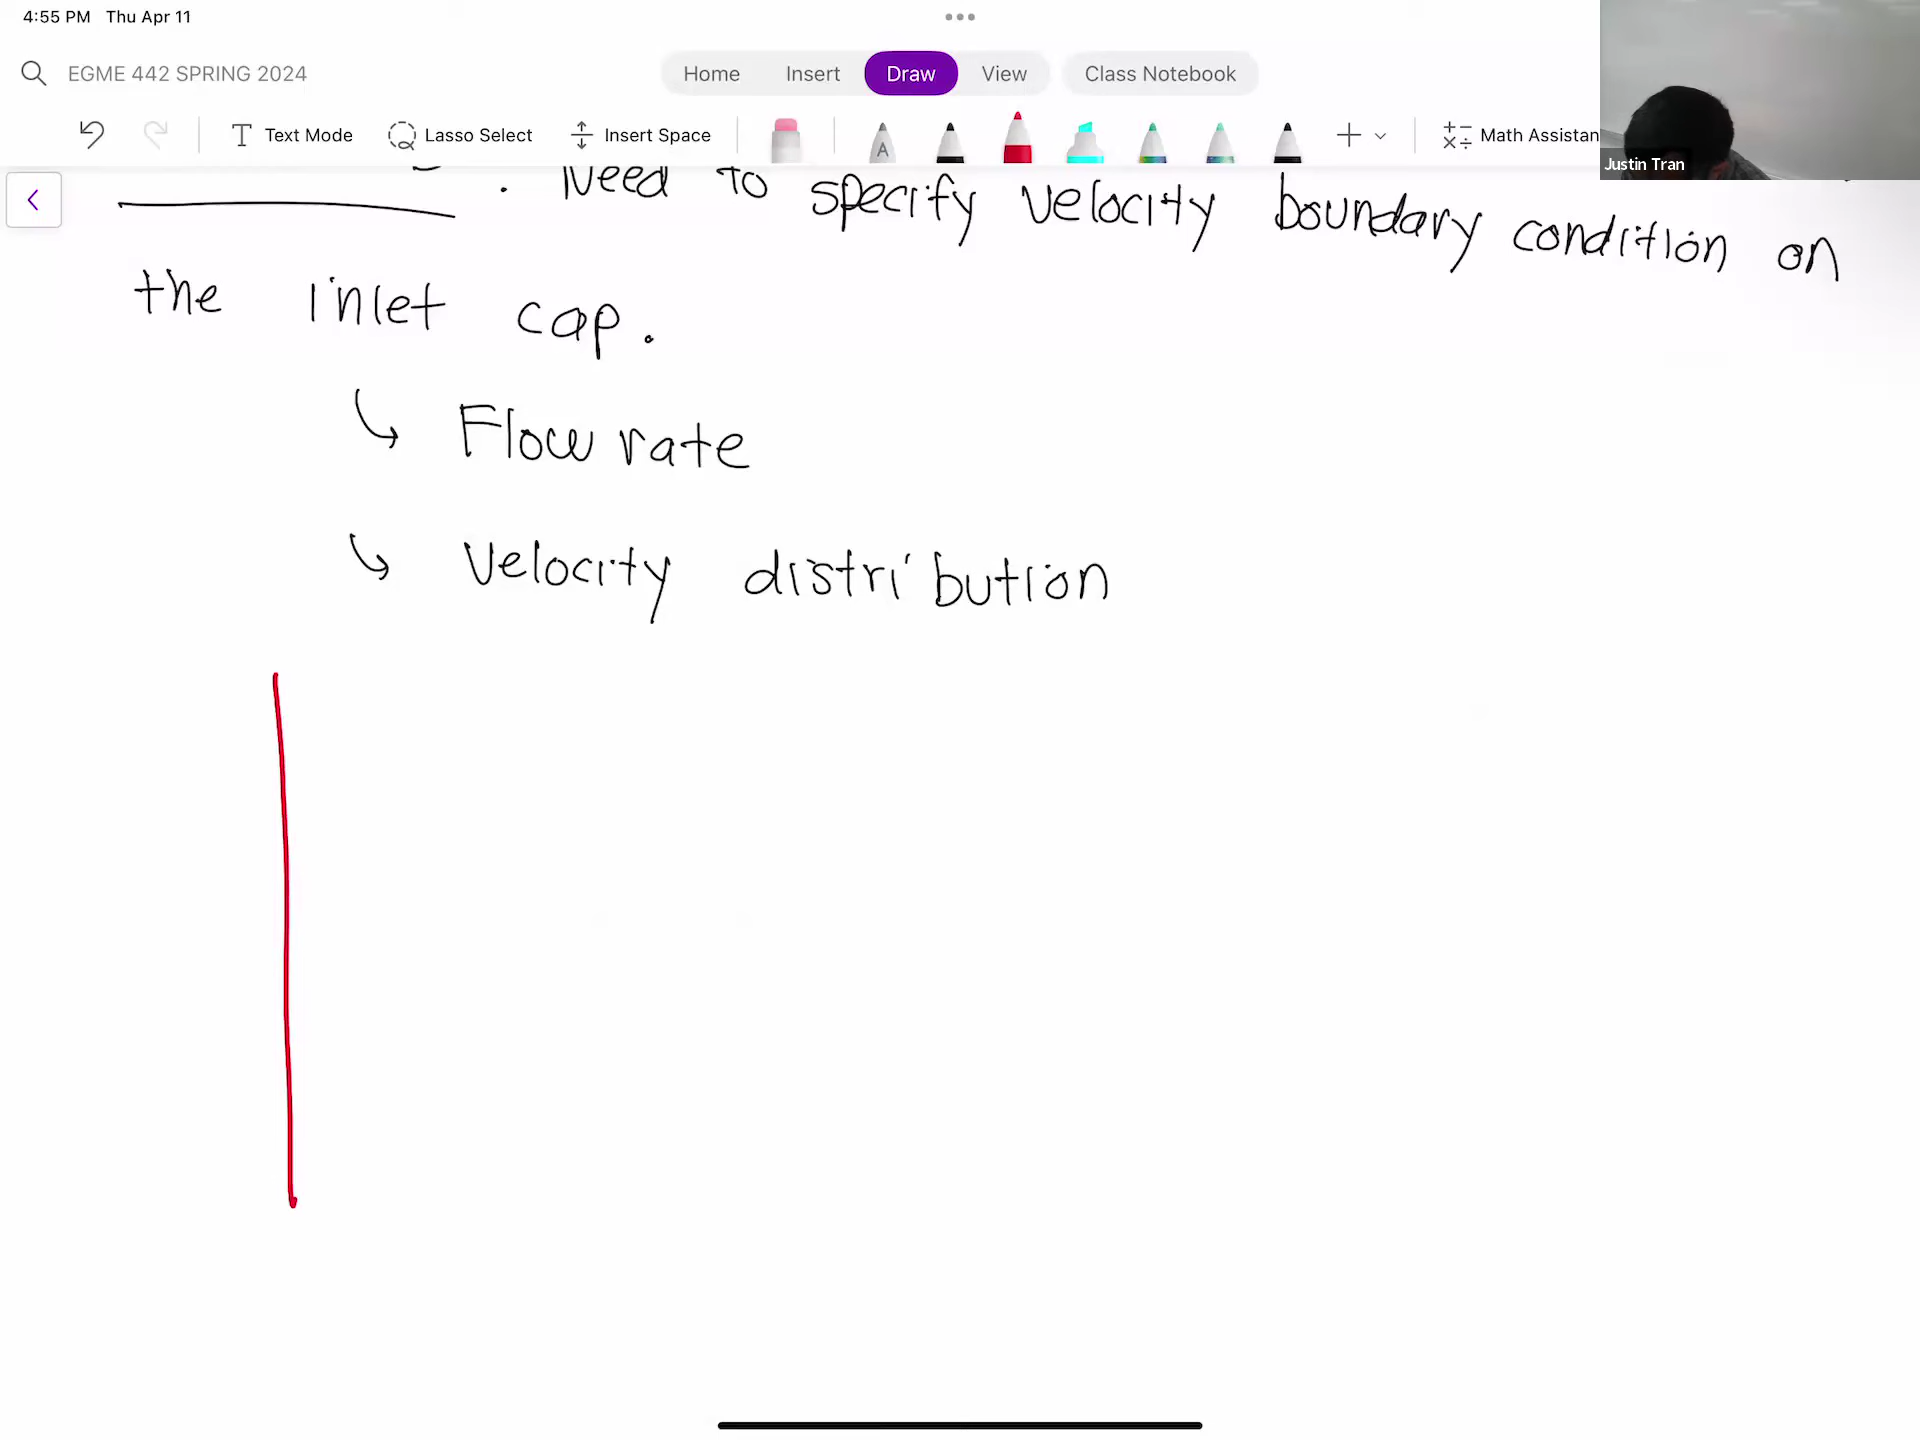 4:55 PM Thu Apr 11
EGME 442 SPRING 2024
Home Insert Draw View Class Notebook
Text Mode Lasso Select Insert Space A Math Assistan
Justin Tran
: Need to specify velocity boundary condition on
the inlet cap.
↳ Flow rate
↳ Velocity distribution